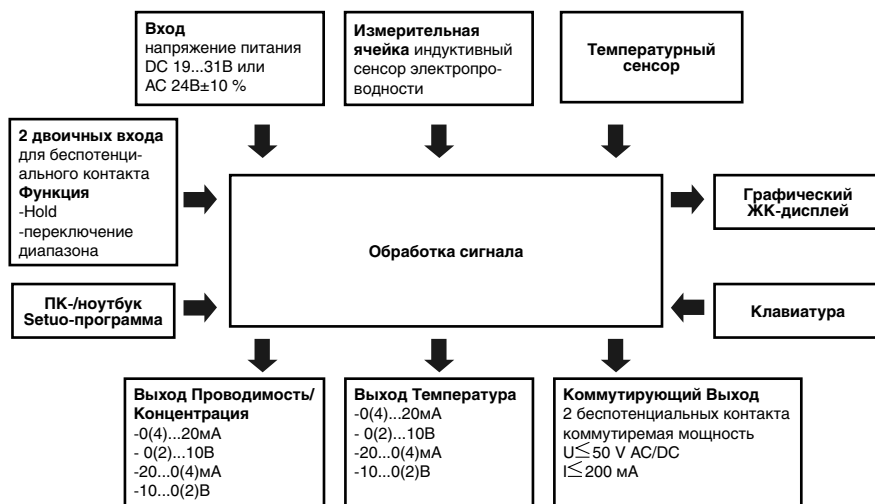 Вход
напряжение питания
DC 19...31В или
AC 24В±10 %
Измерительная
ячейка индуктивный
сенсор электропро-
водности
Температурный
сенсор
2 двоичных входа
для беспотенци-
ального контакта
Функция
-Hold
-переключение
диапазона
Обработка сигнала
Графический
ЖК-дисплей
ПК-/ноутбук
Setuo-программа
Клавиатура
Выход Проводимость/
Концентрация
-0(4)...20мА
- 0(2)...10В
-20...0(4)мА
-10...0(2)В
Выход Температура
-0(4)...20мА
- 0(2)...10В
-20...0(4)мА
-10...0(2)В
Коммутирующий Выход
2 беспотенциальных контакта
коммутиремая мощность
U≤50 V AC/DC
I≤200 мА